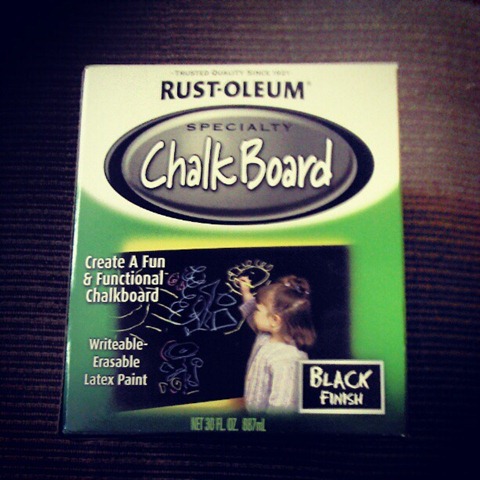 TRUSTED QUALITY SINCE 1921
RUST-OLEUM®
SPECIALTY
Chalk Board
Create A Fun
& Functional
Chalkboard
Writeable-
Erasable
Latex Paint
BLACK
FINISH
NET 30 FL. OZ. 887mL